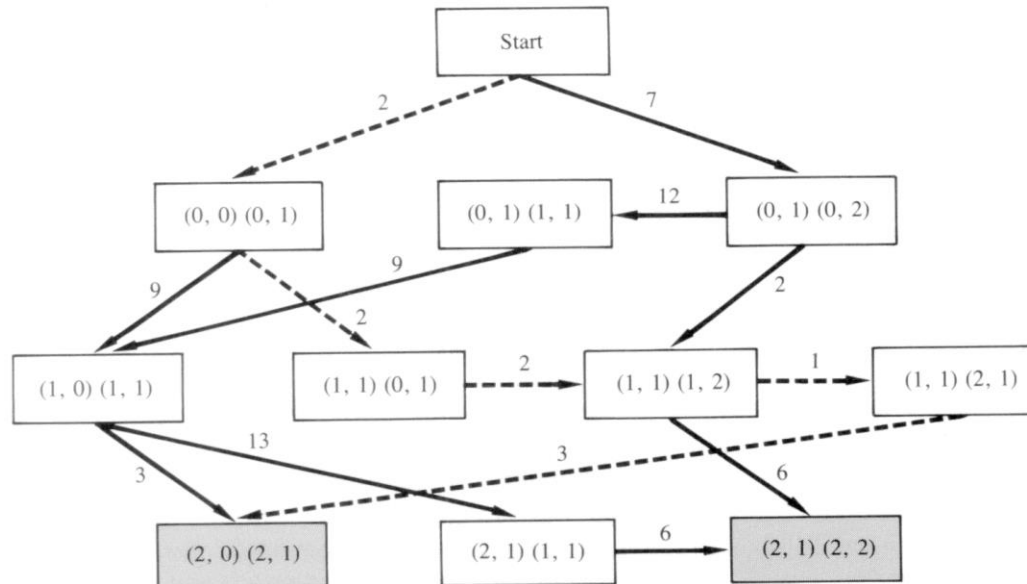 Start
2
7
(0, 0) (0, 1)
(0, 1) (1, 1)
12
(0, 1) (0, 2)
9
9
2
2
(1, 0) (1, 1)
(1, 1) (0, 1)
2
(1, 1) (1, 2)
1
(1, 1) (2, 1)
3
13
3
6
(2, 0) (2, 1)
(2, 1) (1, 1)
6
(2, 1) (2, 2)